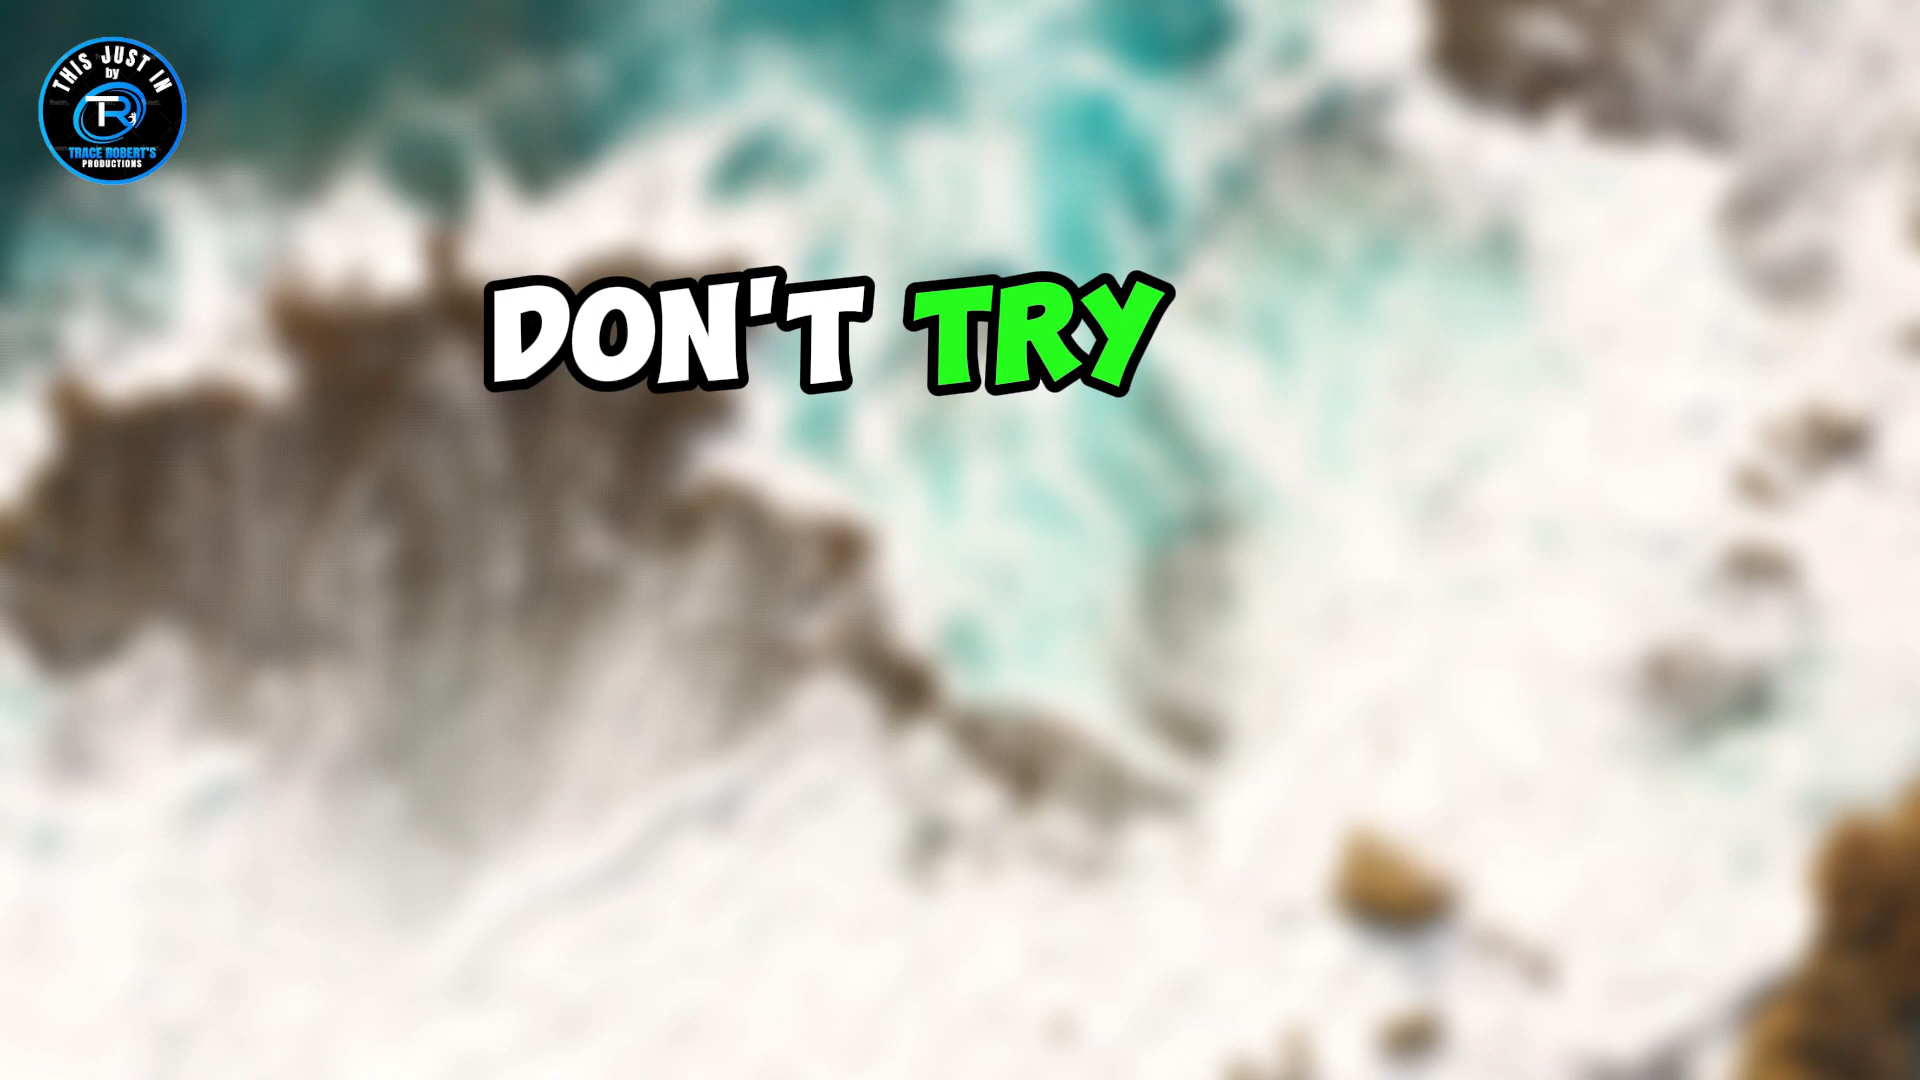 THIS JUST IN
by
TR
TRACE ROBERT'S
PRODUCTIONS
DON'T TRY